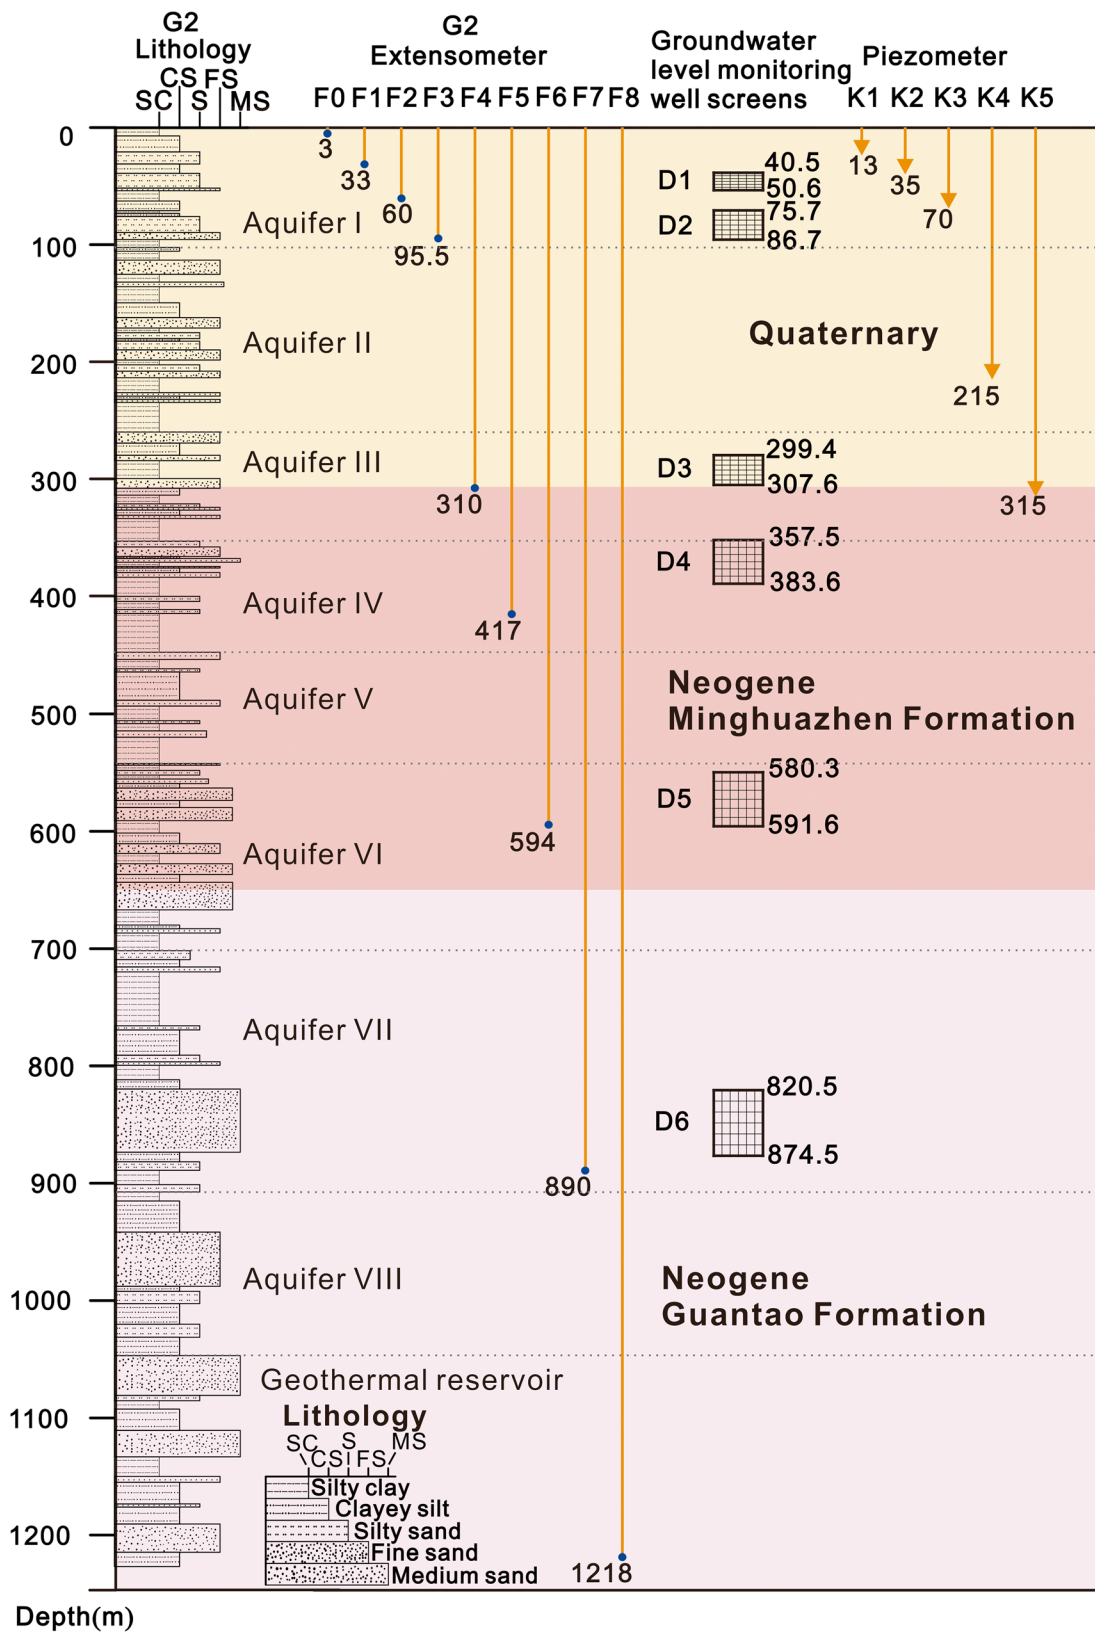 G2
Lithology
CS FS
SC S MS
G2
Extensometer
F0 F1 F2 F3 F4 F5 F6 F7 F8
Groundwater
level monitoring
well screens
Piezometer
K1 K2 K3 K4 K5
0
3
33
60
95.5
D1
40.5
50.6
D2
75.7
86.7
13
35
70
Aquifer I
100
Aquifer II
Quaternary
200
215
Aquifer III
D3
299.4
307.6
300
310
315
357.5
D4
383.6
400
Aquifer IV
417
Aquifer V
Neogene
Minghuazhen Formation
500
580.3
D5
591.6
600
594
Aquifer VI
700
Aquifer VII
800
820.5
D6
874.5
900
890
Aquifer VIII
Neogene
Guantao Formation
1000
Geothermal reservoir
1100
Lithology
SC S MS
CS FS
Silty clay
Clayey silt
Silty sand
Fine sand
Medium sand
1200
1218
Depth(m)